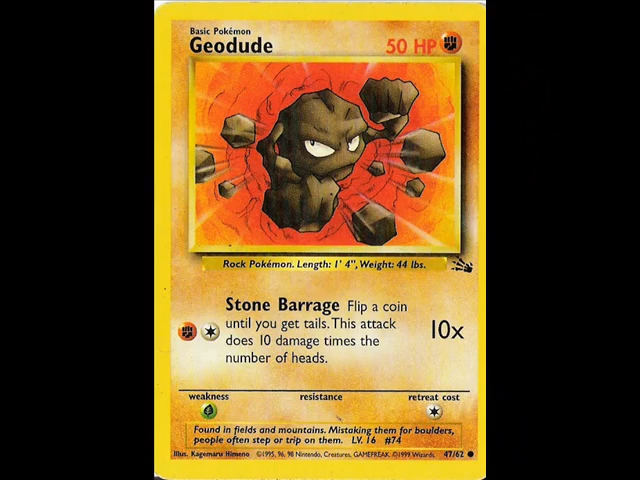 Basic Pokémon
Geodude
50 HP
Rock Pokémon. Length: 1' 4", Weight: 44 lbs.
Stone Barrage Flip a coin
until you get tails. This attack
does 10 damage times the
number of heads.
10x
weakness resistance retreat cost
Found in fields and mountains. Mistaking them for boulders,
people often step or trip on them. LV. 16 #74
Illus. Kagemaru Himeno ©1995, 96, 98 Nintendo, Creatures, GAMEFREAK. ©1999 Wizards. 47/62